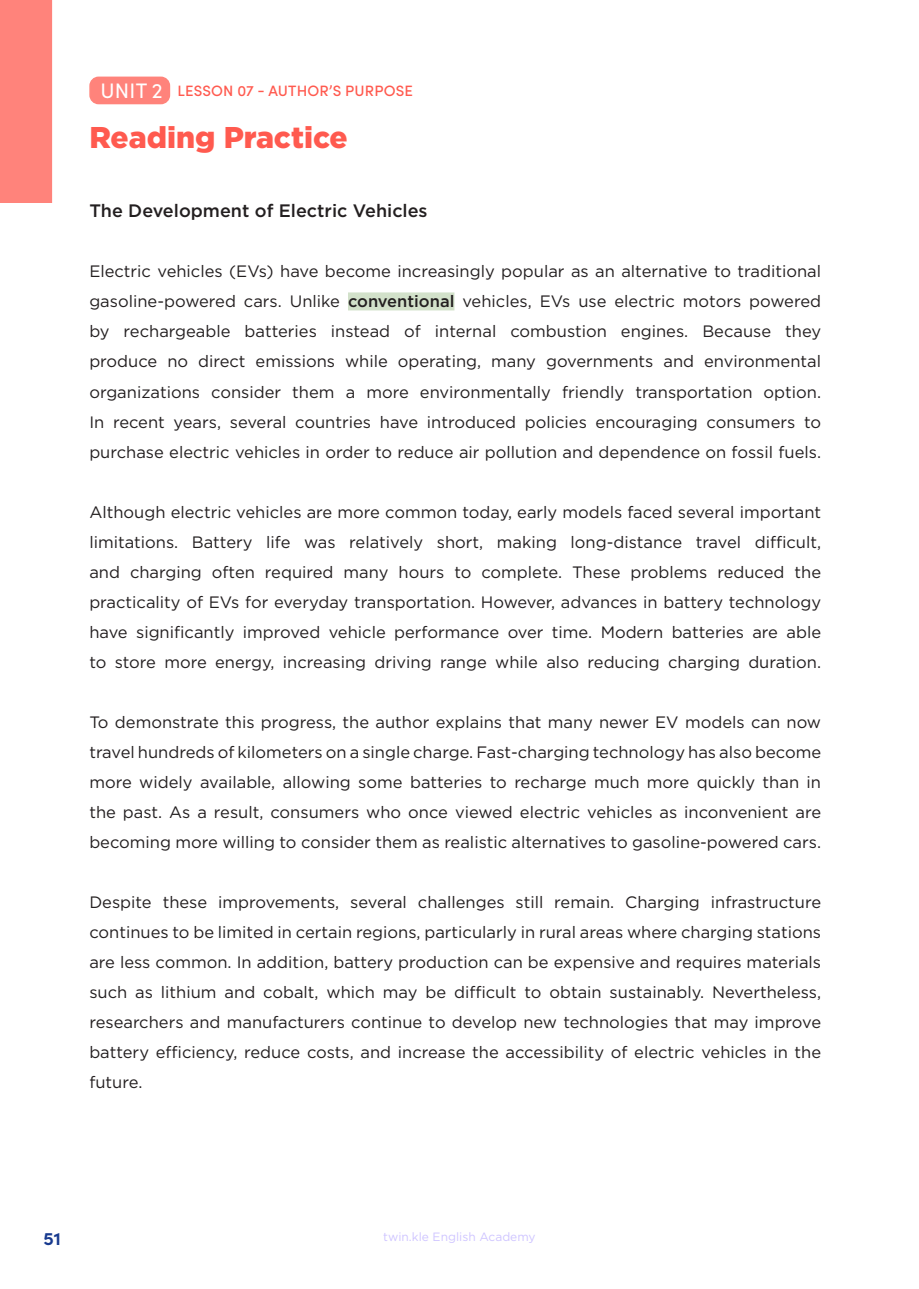 UNIT 2 LESSON 07 - AUTHOR'S PURPOSE
Reading Practice
The Development of Electric Vehicles
Electric vehicles (EVs) have become increasingly popular as an alternative to traditional
gasoline-powered cars. Unlike conventional vehicles, EVs use electric motors powered
by rechargeable batteries instead of internal combustion engines. Because they
produce no direct emissions while operating, many governments and environmental
organizations consider them a more environmentally friendly transportation option.
In recent years, several countries have introduced policies encouraging consumers to
purchase electric vehicles in order to reduce air pollution and dependence on fossil fuels.
Although electric vehicles are more common today, early models faced several important
limitations. Battery life was relatively short, making long-distance travel difficult,
and charging often required many hours to complete. These problems reduced the
practicality of EVs for everyday transportation. However, advances in battery technology
have significantly improved vehicle performance over time. Modern batteries are able
to store more energy, increasing driving range while also reducing charging duration.
To demonstrate this progress, the author explains that many newer EV models can now
travel hundreds of kilometers on a single charge. Fast-charging technology has also become
more widely available, allowing some batteries to recharge much more quickly than in
the past. As a result, consumers who once viewed electric vehicles as inconvenient are
becoming more willing to consider them as realistic alternatives to gasoline-powered cars.
Despite these improvements, several challenges still remain. Charging infrastructure
continues to be limited in certain regions, particularly in rural areas where charging stations
are less common. In addition, battery production can be expensive and requires materials
such as lithium and cobalt, which may be difficult to obtain sustainably. Nevertheless,
researchers and manufacturers continue to develop new technologies that may improve
battery efficiency, reduce costs, and increase the accessibility of electric vehicles in the
future.
51
twin.kle English Academy